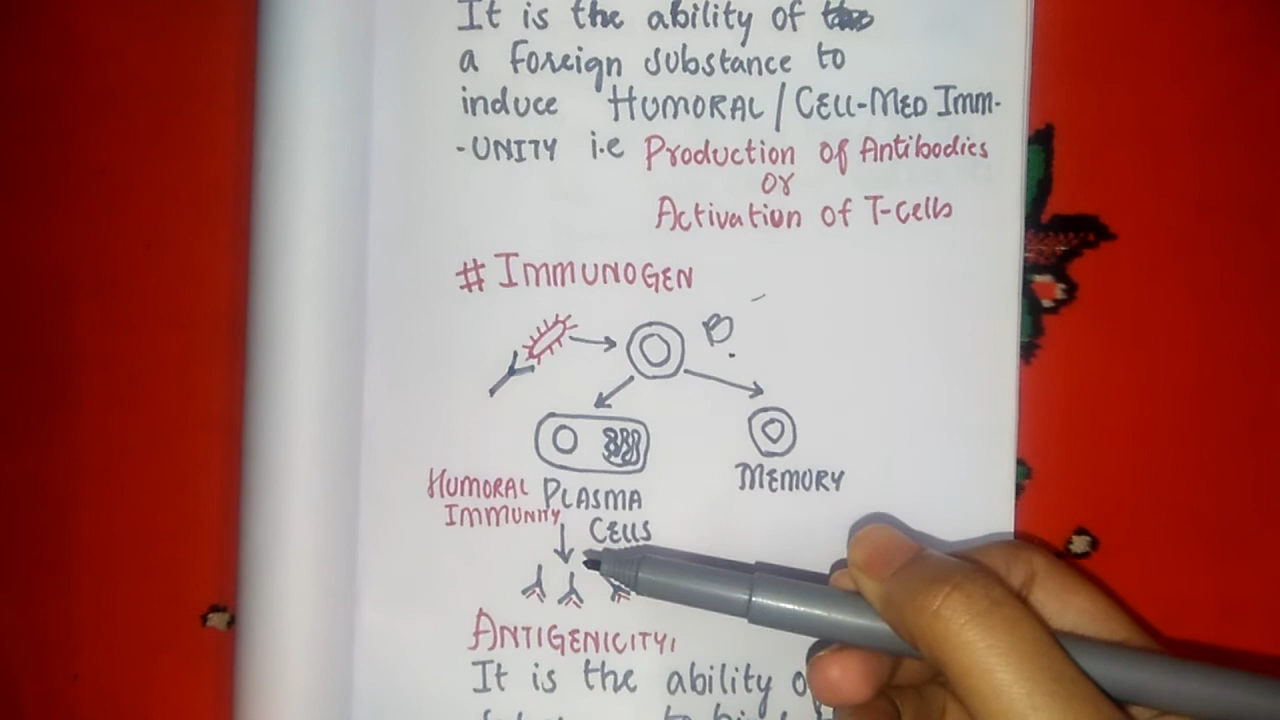 It is the ability of
a Foreign substance to
induce HUMORAL / CELL-MED IMM-
-UNITY i.e Production of Antibodies
or
Activation of T-cells
# IMMUNOGEN
B
MEMORY
HUMORAL PLASMA
IMMUNITY CELLS
ANTIGENICITY,
It is the ability
to